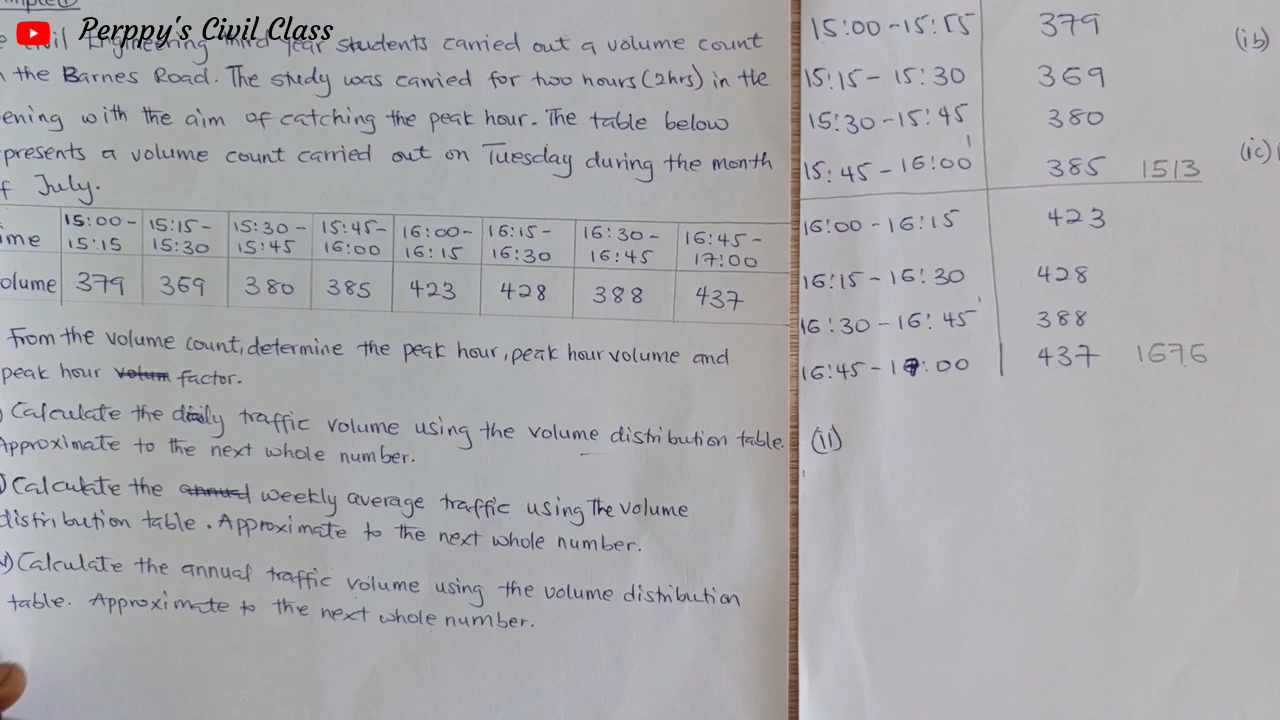 Perppy's Civil Class
Civil Engineering third year students carried out a volume count
the Barnes Road. The study was carried for two hours (2hrs) in the
ening with the aim of catching the peak hour. The table below
presents a volume count carried out on Tuesday during the month
f July.
ime 15:00-15:15 15:15-15:30 15:30-15:45 15:45-16:00 16:00-16:15 16:15-16:30 16:30-16:45 16:45-17:00
olume 379 369 380 385 423 428 388 437
From the volume count, determine the peak hour, peak hour volume and
peak hour volum factor.
Calculate the daily traffic volume using the volume distribution table.
Approximate to the next whole number.
Calculate the annual weekly average traffic using the volume
distribution table. Approximate to the next whole number.
Calculate the annual traffic volume using the volume distribution
table. Approximate to the next whole number.
15:00-15:15 379
15:15-15:30 369
15:30-15:45 380
15:45-16:00 385 1513
16:00-16:15 423
16:15-16:30 428
16:30-16:45 388
16:45-17:00 437 1676
(ii)
(ib)
(ic)